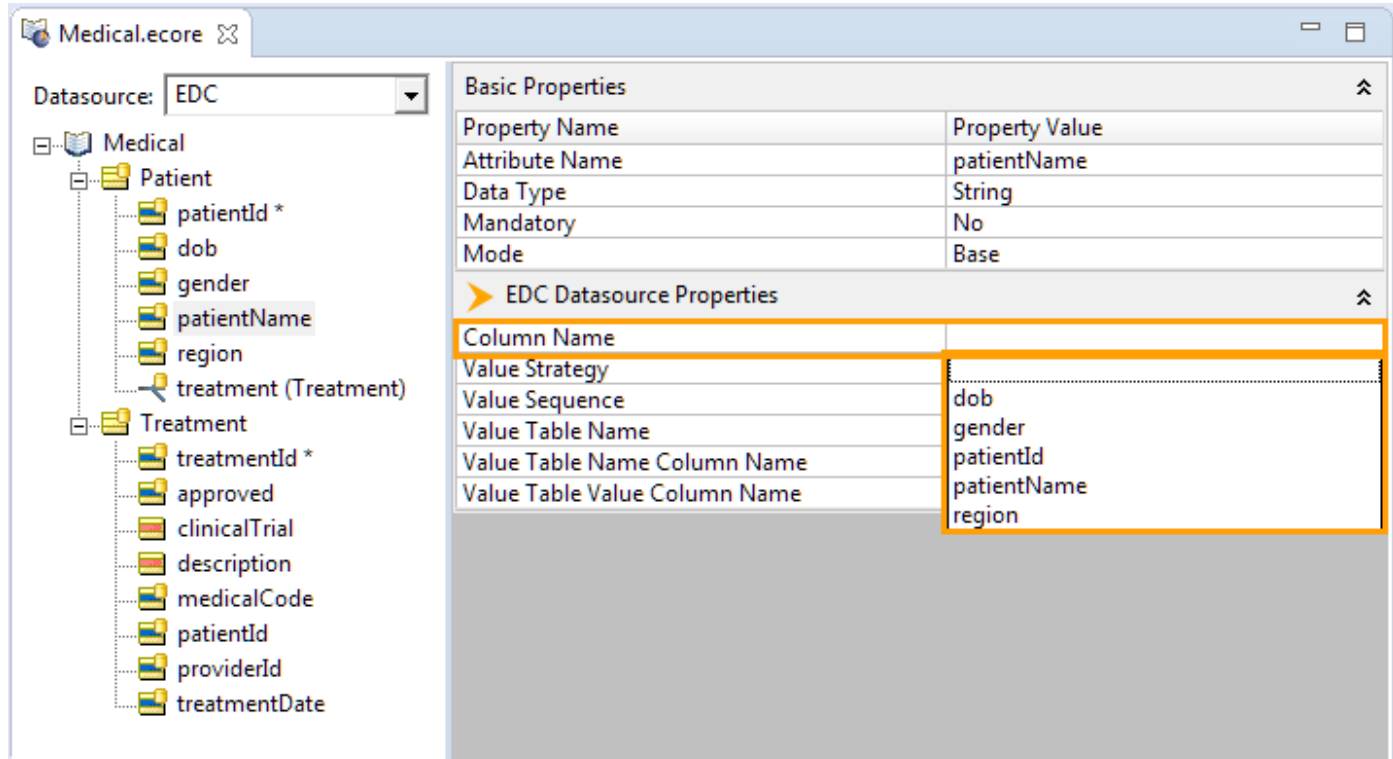 Medical.ecore
Datasource: EDC
Medical
Patient
patientId *
dob
gender
patientName
region
treatment (Treatment)
Treatment
treatmentId *
approved
clinicalTrial
description
medicalCode
patientId
providerId
treatmentDate
Basic Properties
Property Name Property Value
Attribute Name patientName
Data Type String
Mandatory No
Mode Base
EDC Datasource Properties
Column Name
Value Strategy
Value Sequence
Value Table Name
Value Table Name Column Name
Value Table Value Column Name
dob
gender
patientId
patientName
region